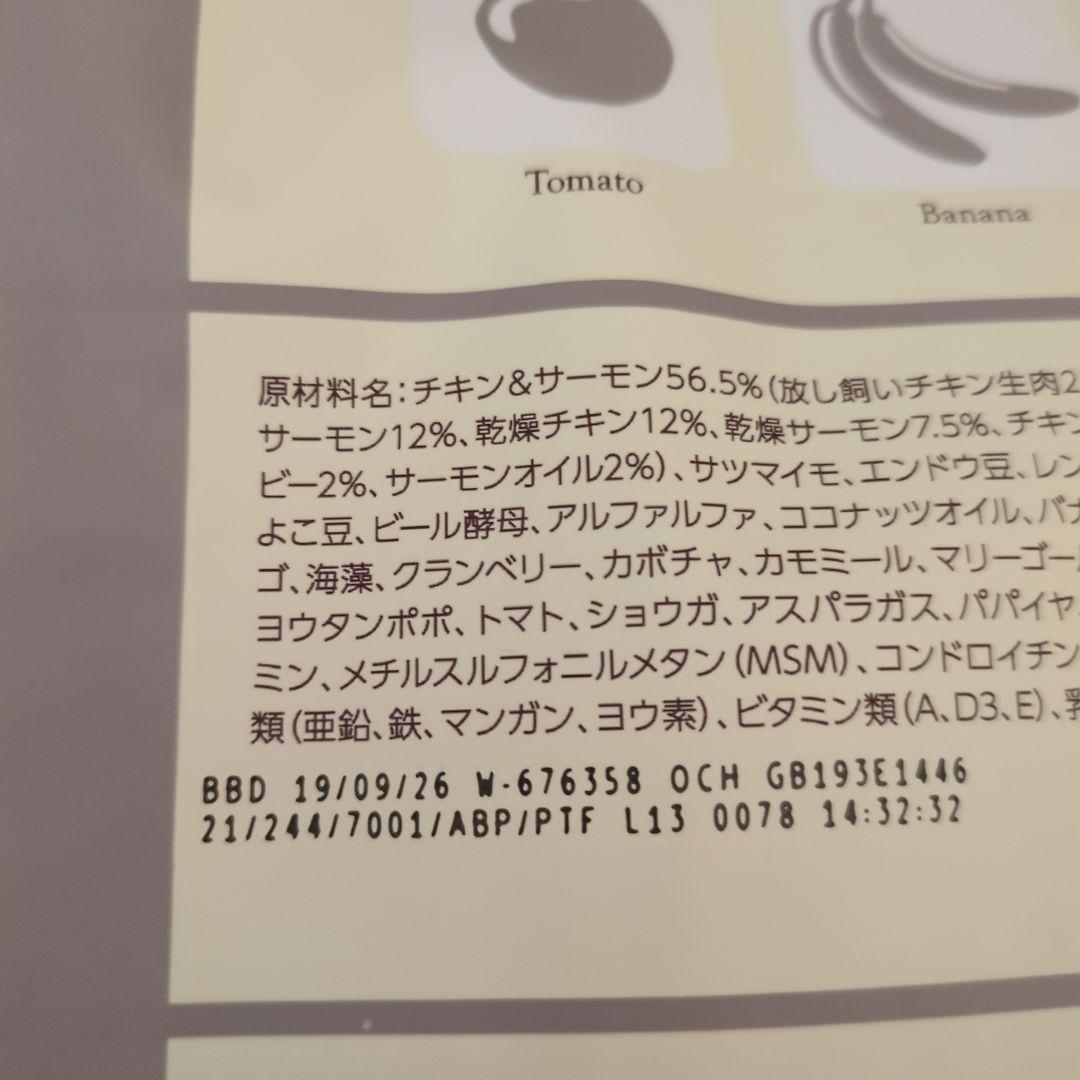 Tomato
Banana
原材料名：チキン&サーモン56.5%(放し飼いチキン生肉2
サーモン12%、乾燥チキン12%、乾燥サーモン7.5%、チキン
ビー2%、サーモンオイル2%)、サツマイモ、エンドウ豆、レン
よこ豆、ビール酵母、アルファルファ、ココナッツオイル、バナ
ゴ、海藻、クランベリー、カボチャ、カモミール、マリーゴール
ヨウタンポポ、トマト、ショウガ、アスパラガス、パパイヤ
ミン、メチルスルフォニルメタン(MSM)、コンドロイチン
類(亜鉛、鉄、マンガン、ヨウ素)、ビタミン類(A、D3、E)、乳
BBD 19/09/26 W-676358 OCH GB193E1446
21/244/7001/ABP/PTF L13 0078 14:32:32